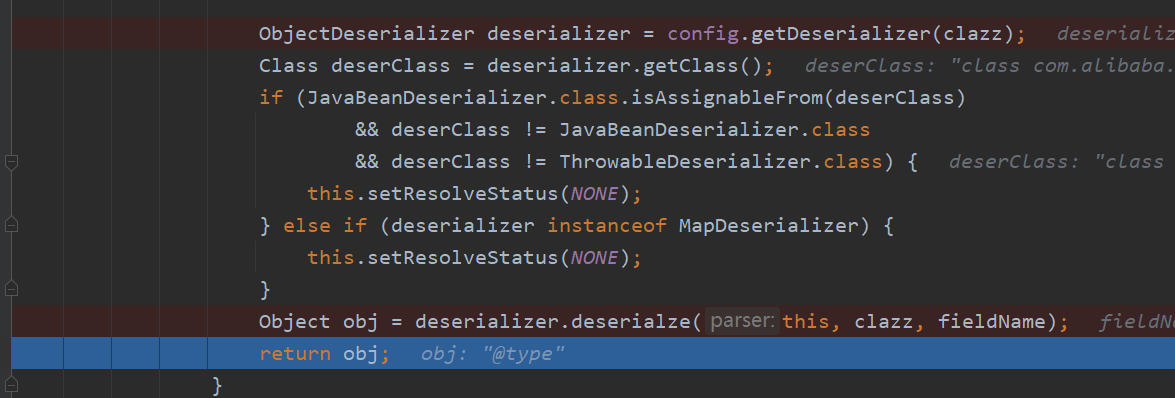 ObjectDeserializer deserializer = config.getDeserializer(clazz); deserializ
Class deserClass = deserializer.getClass(); deserClass: "class com.alibaba.
if (JavaBeanDeserializer.class.isAssignableFrom(deserClass)
&& deserClass != JavaBeanDeserializer.class
&& deserClass != ThrowableDeserializer.class) { deserClass: "class
this.setResolveStatus(NONE);
} else if (deserializer instanceof MapDeserializer) {
this.setResolveStatus(NONE);
}
Object obj = deserializer.deserialze( parser: this, clazz, fieldName); fieldN
return obj; obj: "@type"
}